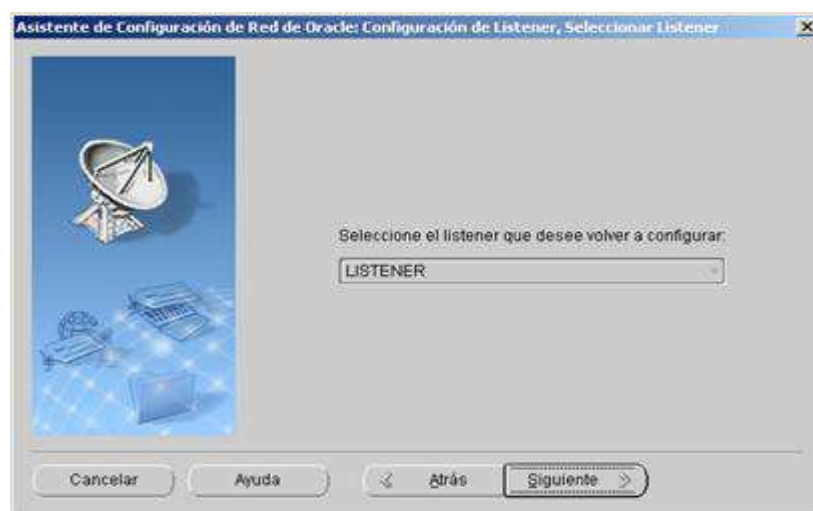 Asistente de Configuración de Red de Oracle: Configuración de Listener, Seleccionar Listener
Seleccione el listener que desee volver a configurar:
LISTENER
Cancelar
Ayuda
Atrás
Siguiente